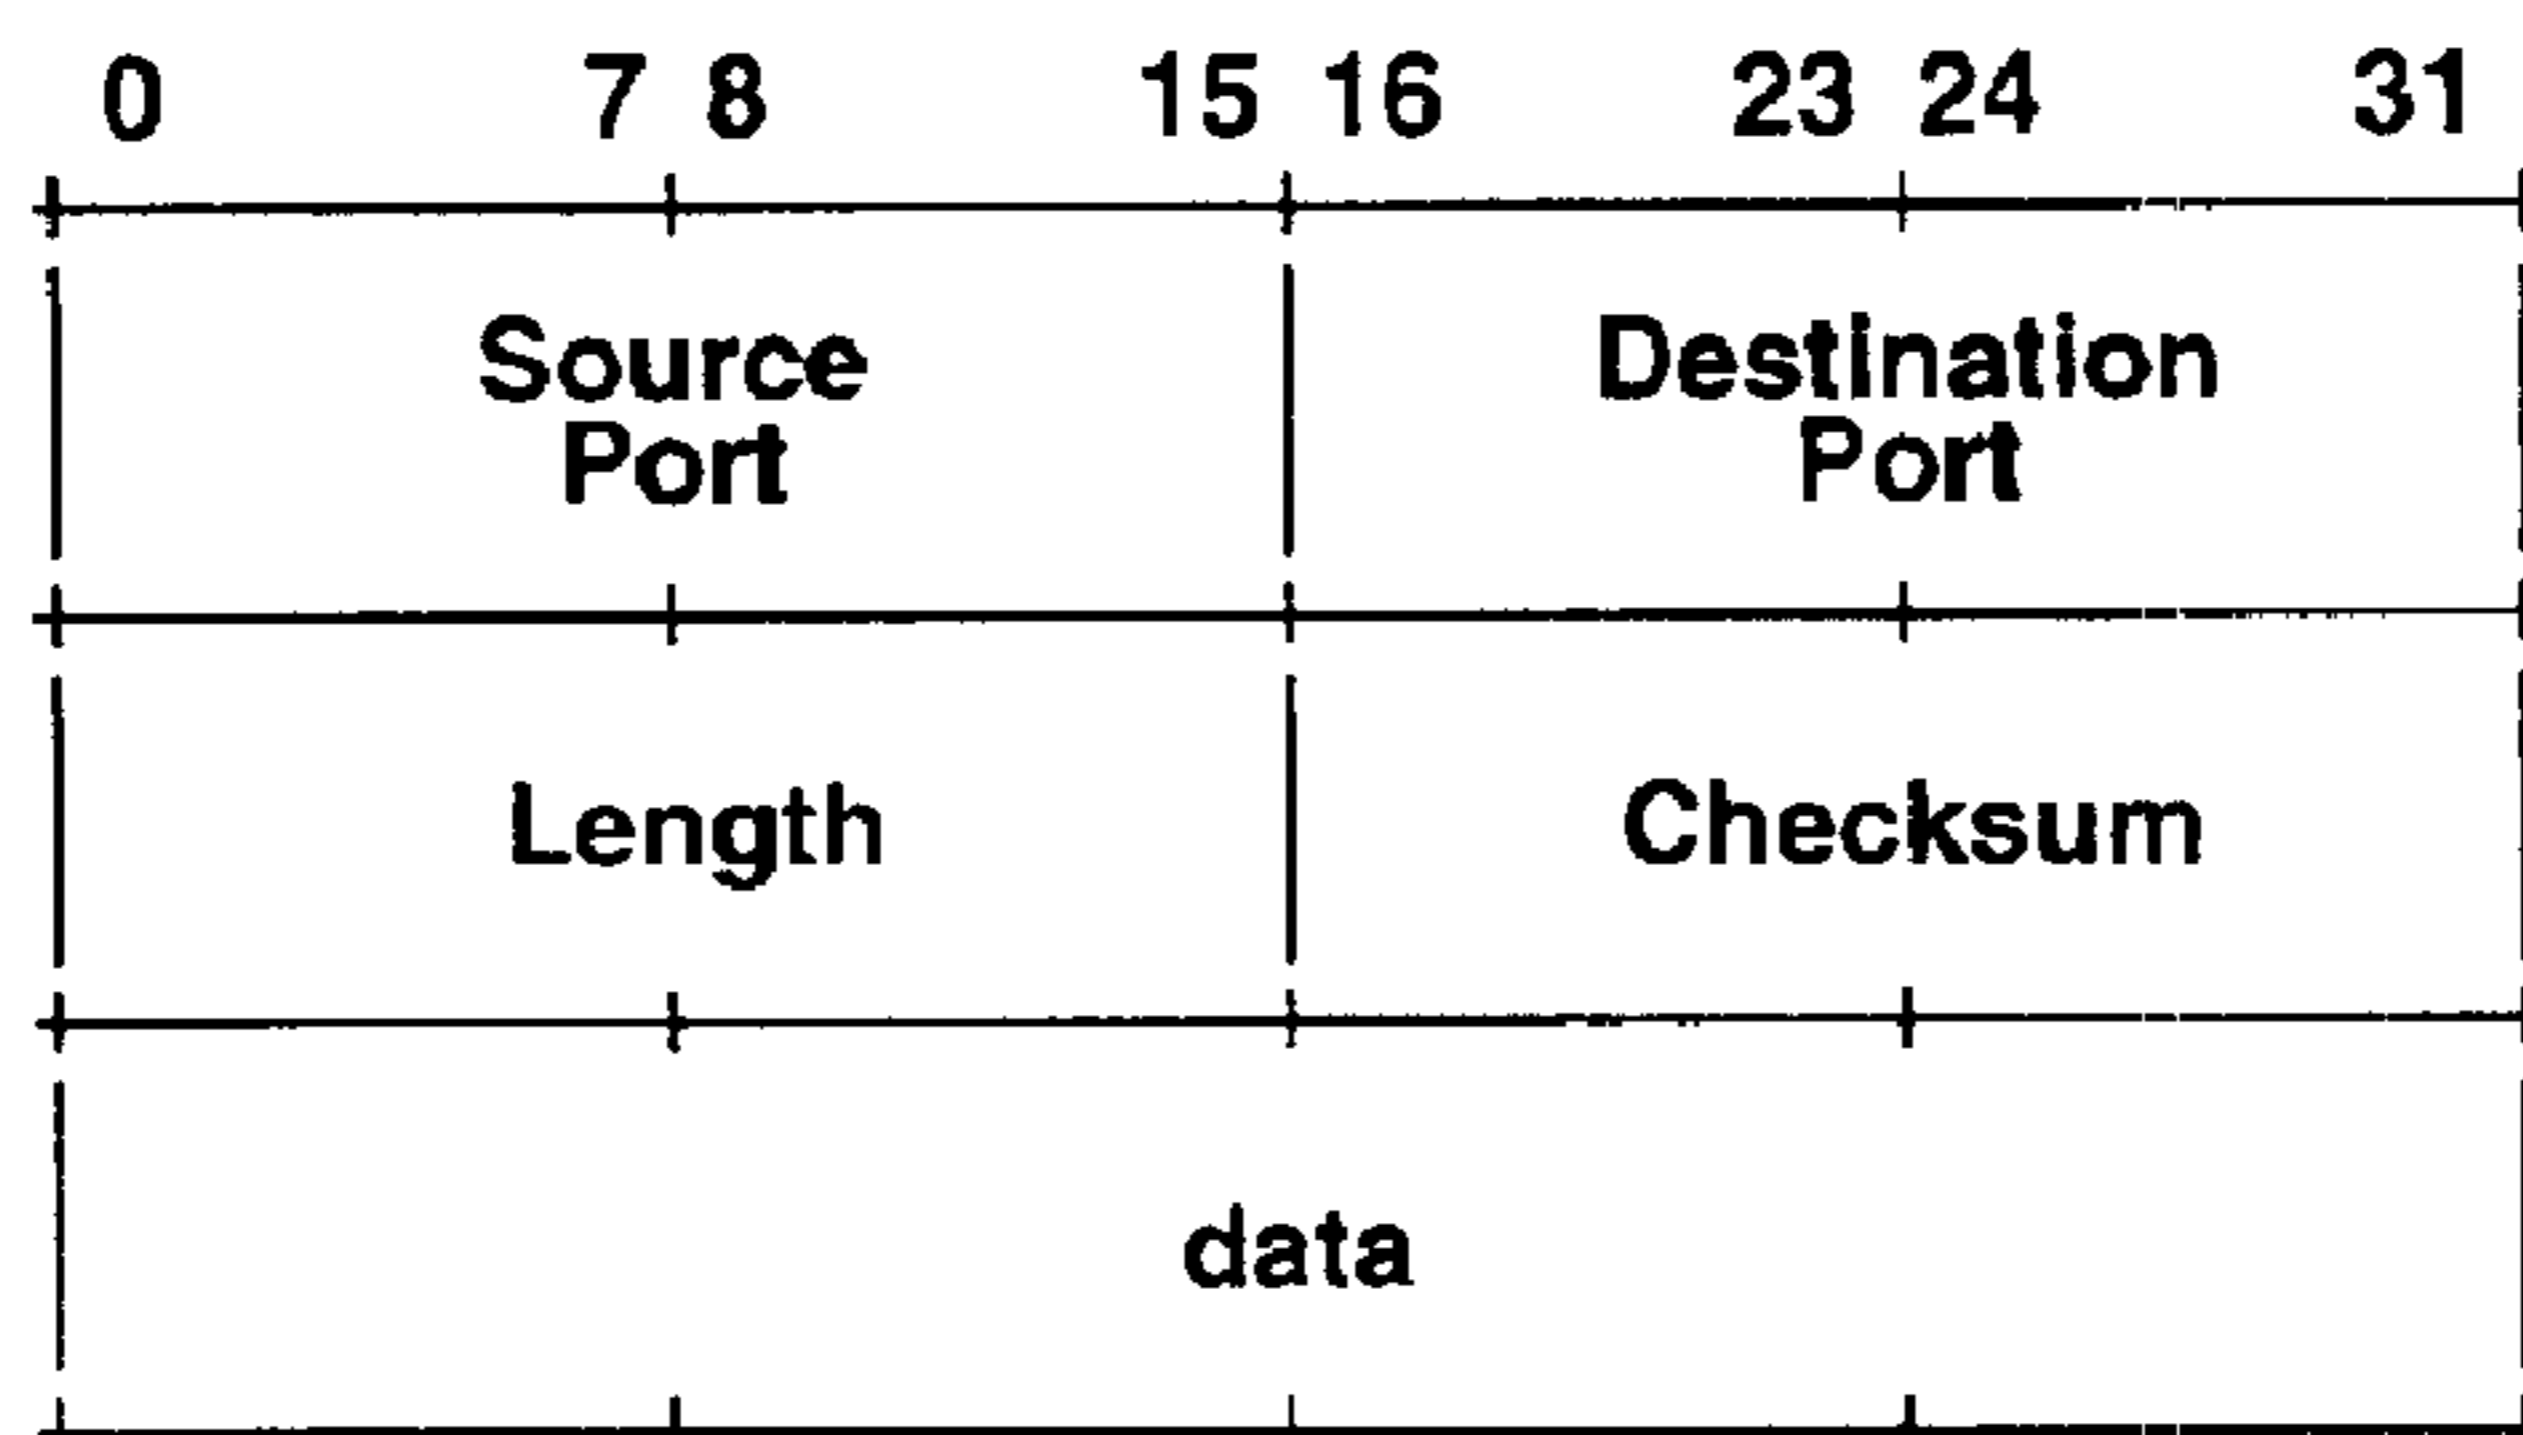 0 7 8 15 16 23 24 31
Source Destination
Port Port
Length Checksum
data